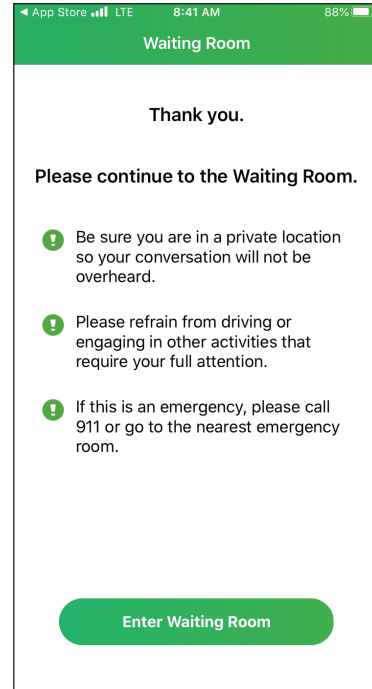 ◀ App Store LTE 8:41 AM 88%
Waiting Room
Thank you.
Please continue to the Waiting Room.
Be sure you are in a private location
so your conversation will not be
overheard.
Please refrain from driving or
engaging in other activities that
require your full attention.
If this is an emergency, please call
911 or go to the nearest emergency
room.
Enter Waiting Room